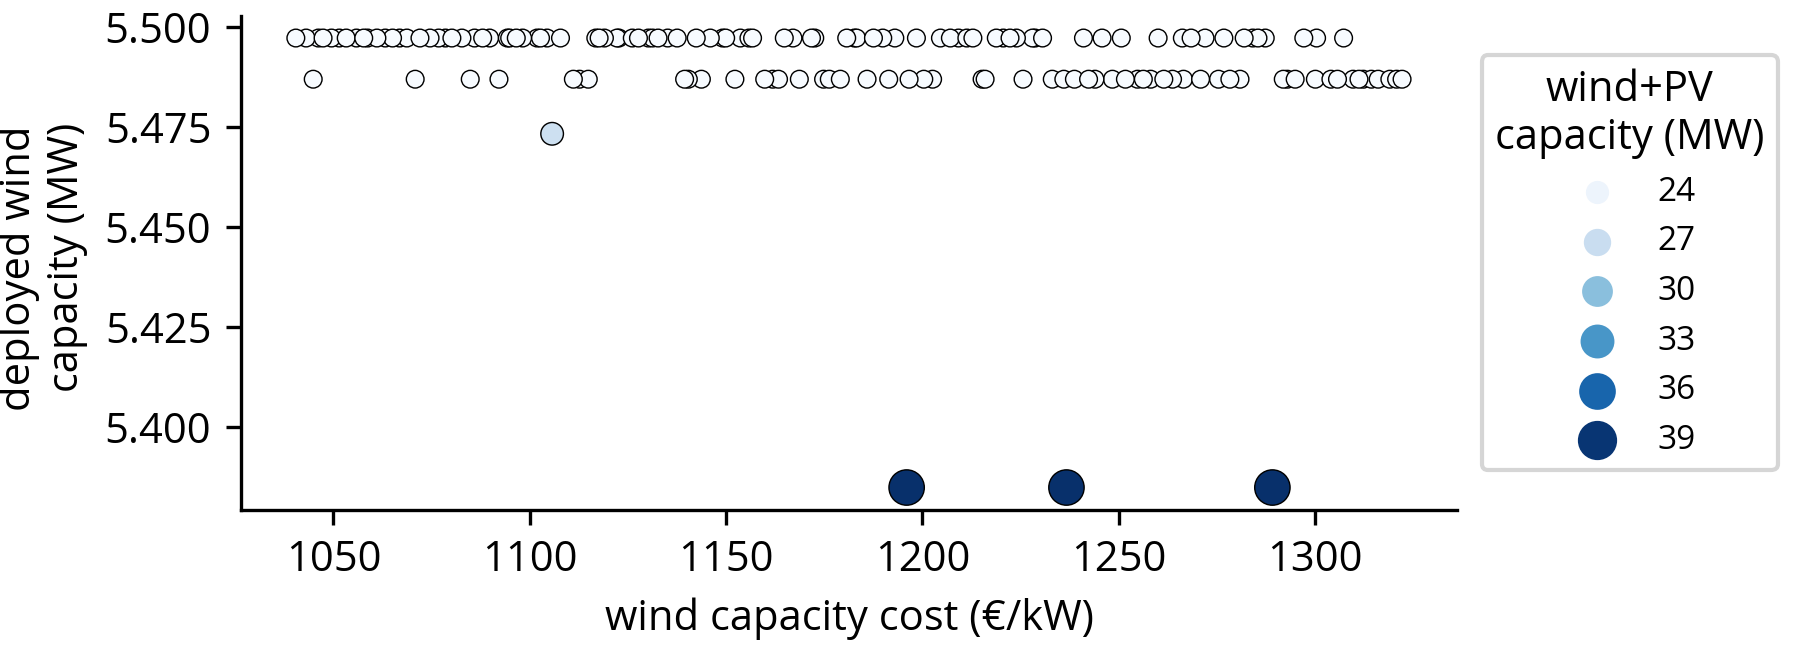 deployed wind
capacity (MW)
5.500
5.475
5.450
5.425
5.400
1050 1100 1150 1200 1250 1300
wind capacity cost (€/kW)
wind+PV
capacity (MW)
24
27
30
33
36
39